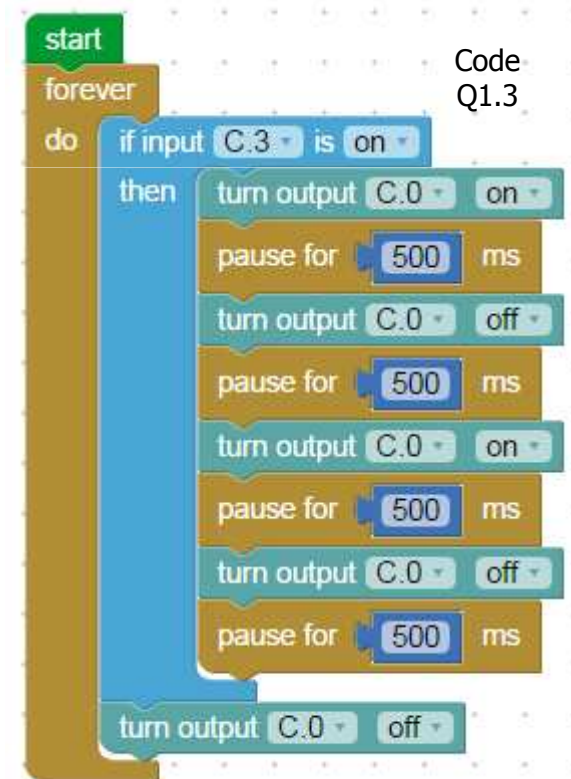 start
Code
Q1.3
forever
do if input C.3 is on
then turn output C.0 on
pause for 500 ms
turn output C.0 off
pause for 500 ms
turn output C.0 on
pause for 500 ms
turn output C.0 off
pause for 500 ms
turn output C.0 off